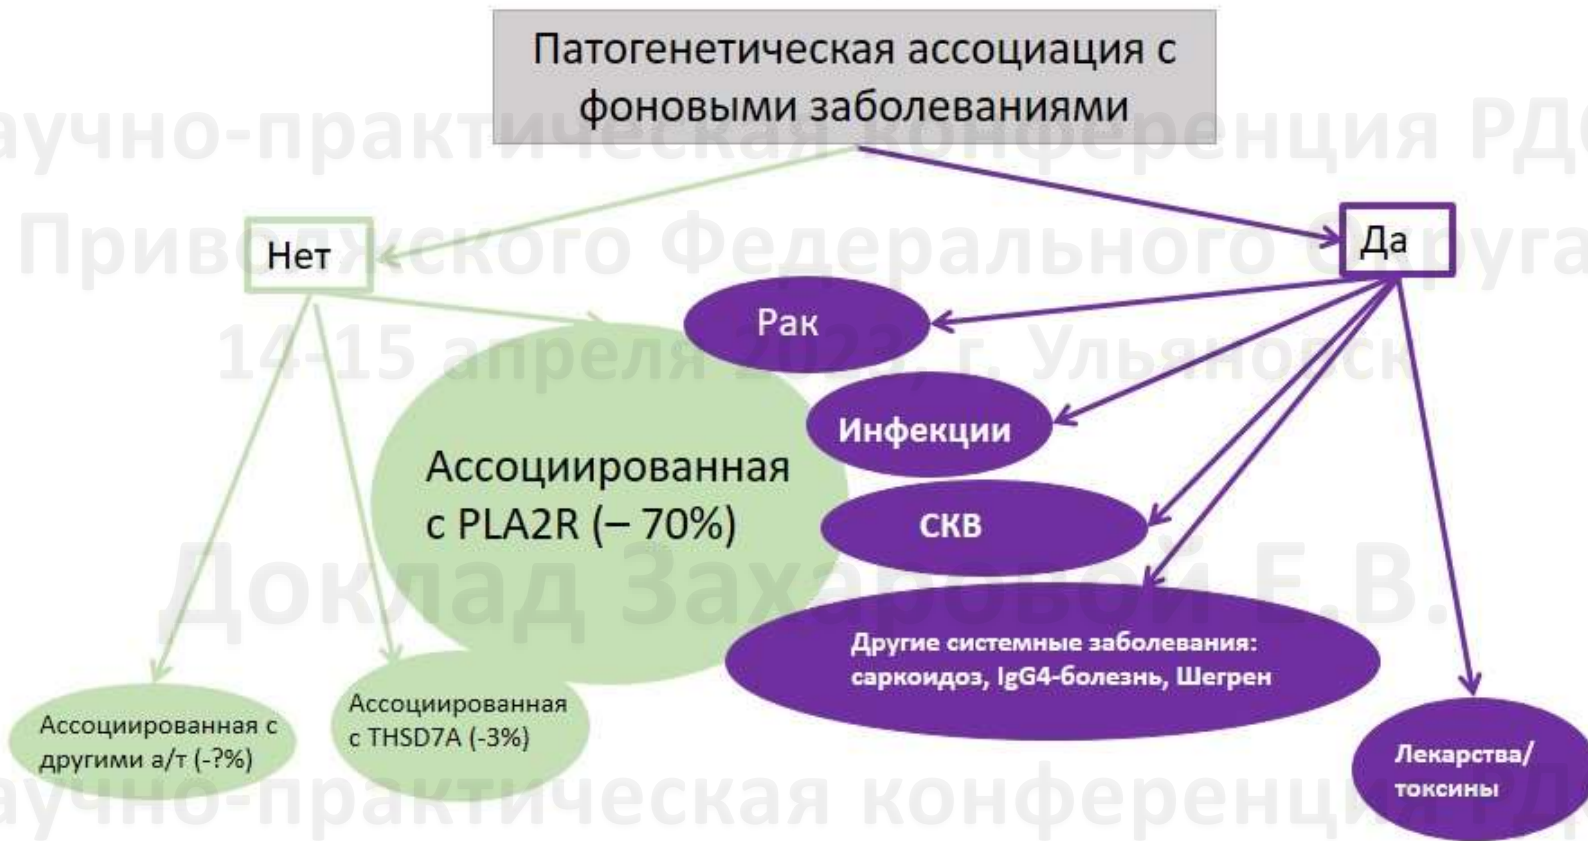 Патогенетическая ассоциация с
фоновыми заболеваниями
аучно-практическая конференция РДО
Приволжского Федерального Округа
14-15 апреля 2023, г. Ульяновск
Доклад Захаровой Е.В.
аучно-практическая конференция РДО
Нет
Да
Рак
Инфекции
Ассоциированная
с PLA2R (– 70%)
СКВ
Другие системные заболевания:
саркоидоз, IgG4-болезнь, Шегрен
Ассоциированная с
другими а/т (-?%)
Ассоциированная
с THSD7A (-3%)
Лекарства/
токсины